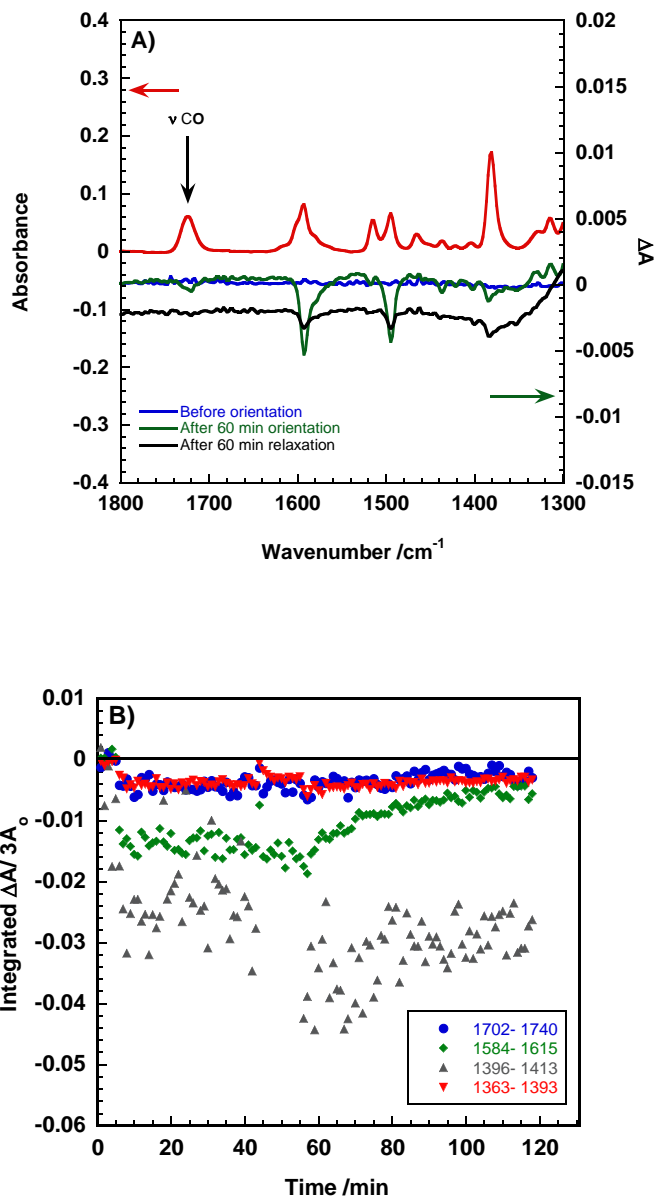 A)
0.4
0.3
0.2
0.1
0
-0.1
-0.2
-0.3
-0.4
Absorbance
0.02
0.015
0.01
0.005
0
-0.005
-0.01
-0.015
ΔA
ν CO
Before orientation
After 60 min orientation
After 60 min relaxation
1800 1700 1600 1500 1400 1300
Wavenumber /cm⁻¹
B)
0.01
0
-0.01
-0.02
-0.03
-0.04
-0.05
-0.06
Integrated ΔA/ 3Aₒ
1702- 1740
1584- 1615
1396- 1413
1363- 1393
0 20 40 60 80 100 120
Time /min